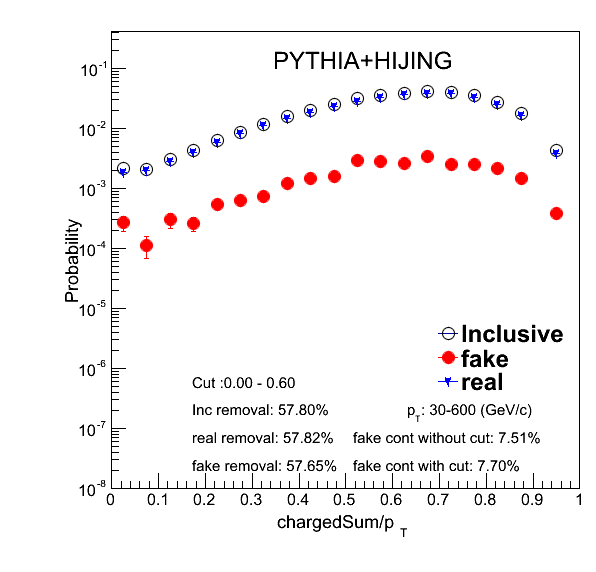 PYTHIA+HIJING
10-1
10-2
10-3
10-4
10-5
10-6
10-7
10-8
Probability
Inclusive
fake
real
Cut :0.00 - 0.60
Inc removal: 57.80% pT: 30-600 (GeV/c)
real removal: 57.82% fake cont without cut: 7.51%
fake removal: 57.65% fake cont with cut: 7.70%
0 0.1 0.2 0.3 0.4 0.5 0.6 0.7 0.8 0.9 1
chargedSum/p T